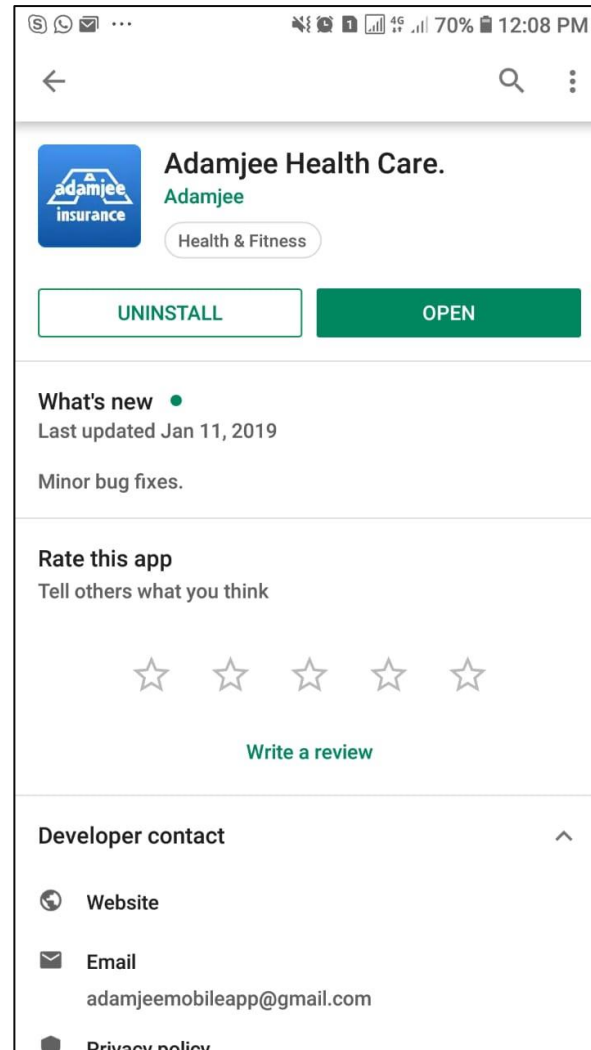 70% 12:08 PM
adamjee
insurance
Adamjee Health Care.
Adamjee
Health & Fitness
UNINSTALL OPEN
What's new
Last updated Jan 11, 2019
Minor bug fixes.
Rate this app
Tell others what you think
Write a review
Developer contact
Website
Email
adamjeemobileapp@gmail.com
Privacy policy